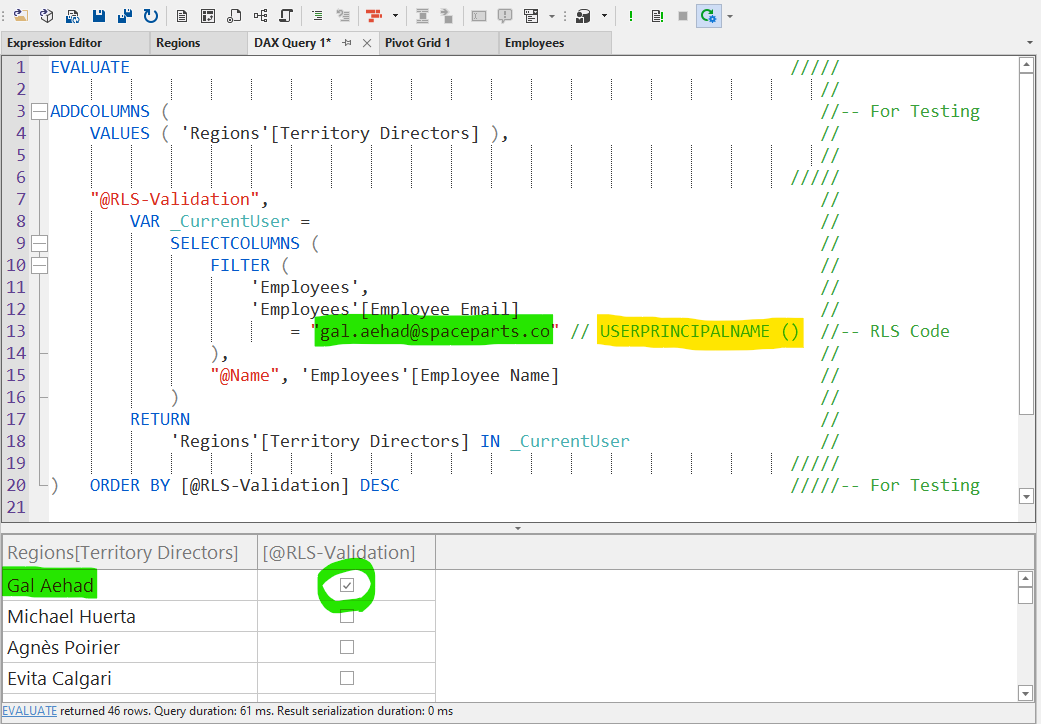 Expression Editor Regions DAX Query 1* Pivot Grid 1 Employees
1 EVALUATE /////
2 //
3 ADDCOLUMNS ( //-- For Testing
4 VALUES ( 'Regions'[Territory Directors] ), //
5 //
6 /////
7 "@RLS-Validation", //
8 VAR _CurrentUser = //
9 SELECTCOLUMNS ( //
10 FILTER ( //
11 'Employees', //
12 'Employees'[Employee Email] //
13 = "gal.aehad@spaceparts.co" // USERPRINCIPALNAME () //-- RLS Code
14 ), //
15 "@Name", 'Employees'[Employee Name] //
16 ) //
17 RETURN //
18 'Regions'[Territory Directors] IN _CurrentUser //
19 /////
20 ) ORDER BY [@RLS-Validation] DESC /////-- For Testing
21
Regions[Territory Directors] [@RLS-Validation]
Gal Aehad
Michael Huerta
Agnès Poirier
Evita Calgari
EVALUATE returned 46 rows. Query duration: 61 ms. Result serialization duration: 0 ms